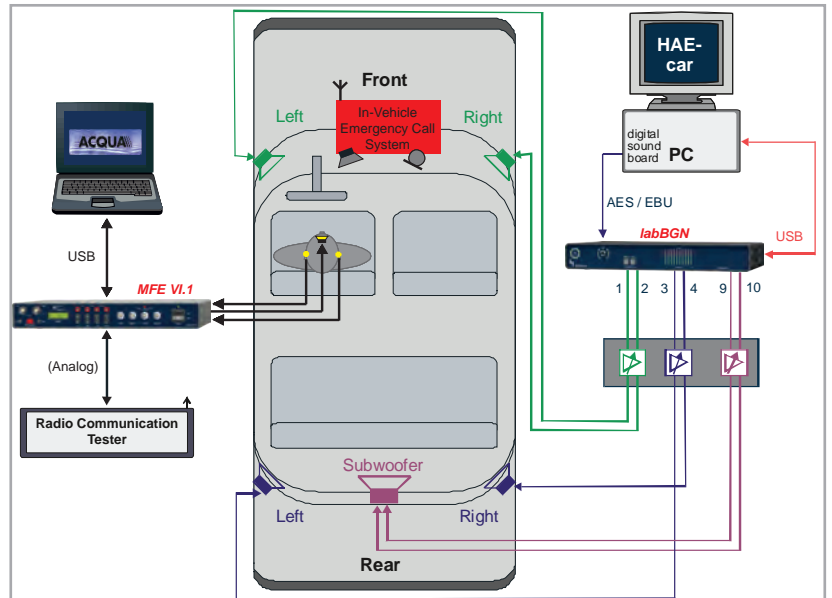 HAE-
car
digital
sound
board
PC
AES / EBU
USB
labBGN
1 2 3 4 9 10
Front
Left
Right
In-Vehicle
Emergency Call
System
ACQUA
USB
MFE VI.1
(Analog)
Radio Communication
Tester
Subwoofer
Left
Right
Rear